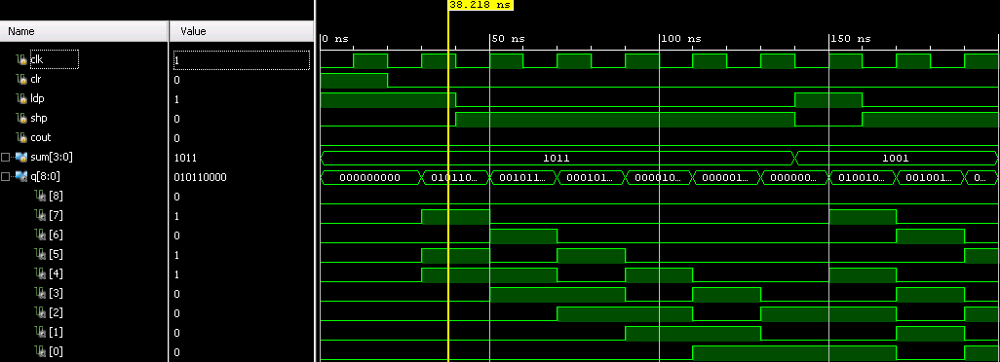 38.218 ns
Name Value
0 ns 50 ns 100 ns 150 ns
clk 1
clr 0
ldp 1
shp 0
cout 0
sum[3:0] 1011 1011 1001
q[8:0] 010110000 000000000 010110... 001011... 000101... 000010... 000001... 000000... 010010... 001001... 0...
[8] 0
[7] 1
[6] 0
[5] 1
[4] 1
[3] 0
[2] 0
[1] 0
[0] 0